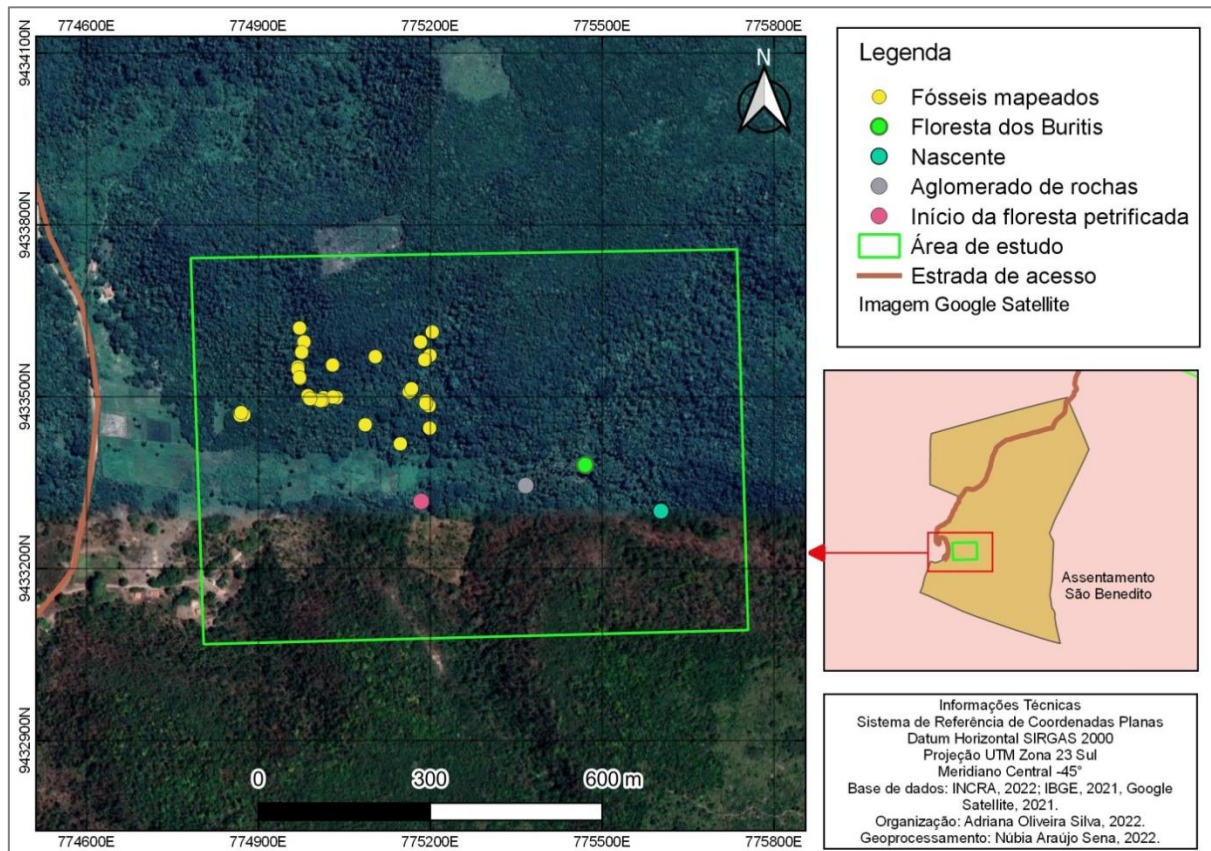 774600E
774900E
775200E
775500E
775800E
9434100N
9433800N
9433500N
9433200N
9432900N
N
0
300
600 m
774600E
774900E
775200E
775500E
775800E
Legenda
Fósseis mapeados
Floresta dos Buritis
Nascente
Aglomerado de rochas
Início da floresta petrificada
Área de estudo
Estrada de acesso
Imagem Google Satellite
Assentamento
São Benedito
Informações Técnicas
Sistema de Referência de Coordenadas Planas
Datum Horizontal SIRGAS 2000
Projeção UTM Zona 23 Sul
Meridiano Central -45°
Base de dados: INCRA, 2022; IBGE, 2021, Google
Satellite, 2021.
Organização: Adriana Oliveira Silva, 2022.
Geoprocessamento: Núbia Araújo Sena, 2022.